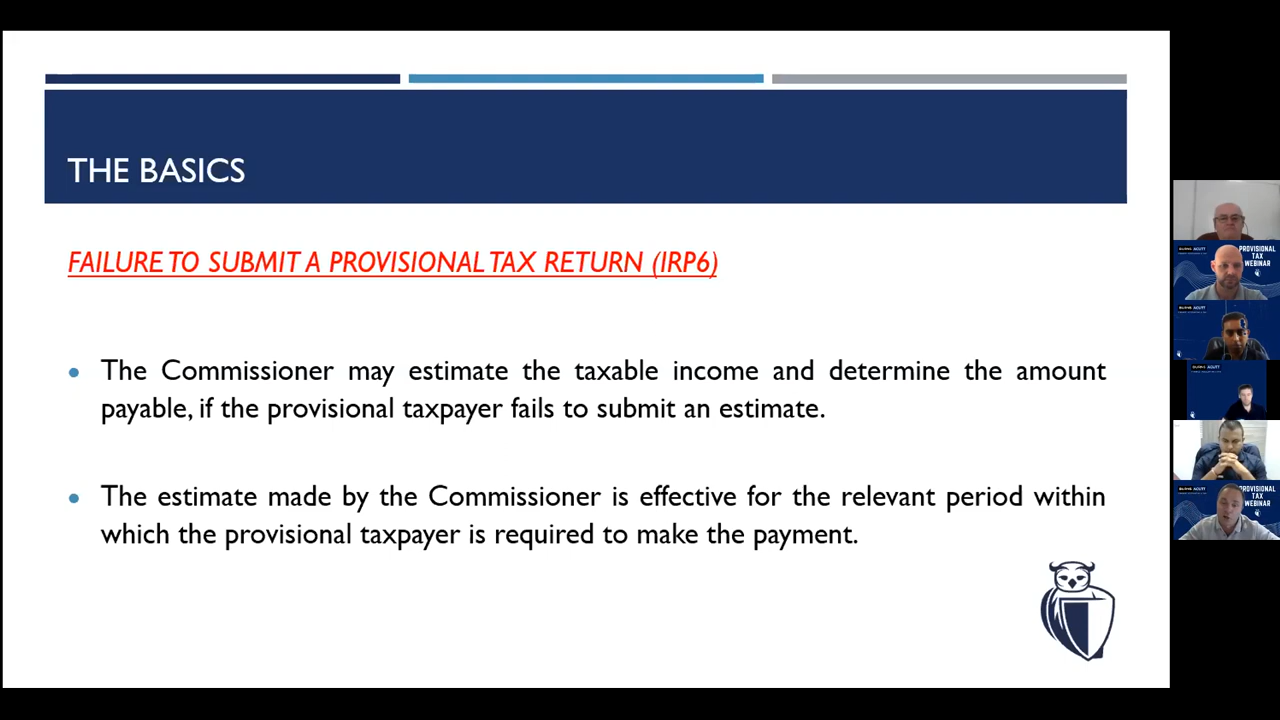 THE BASICS
FAILURE TO SUBMIT A PROVISIONAL TAX RETURN (IRP6)
The Commissioner may estimate the taxable income and determine the amount
payable, if the provisional taxpayer fails to submit an estimate.
The estimate made by the Commissioner is effective for the relevant period within
which the provisional taxpayer is required to make the payment.
PROVISIONAL
TAX
WEBINAR
PROVISIONAL
TAX
WEBINAR